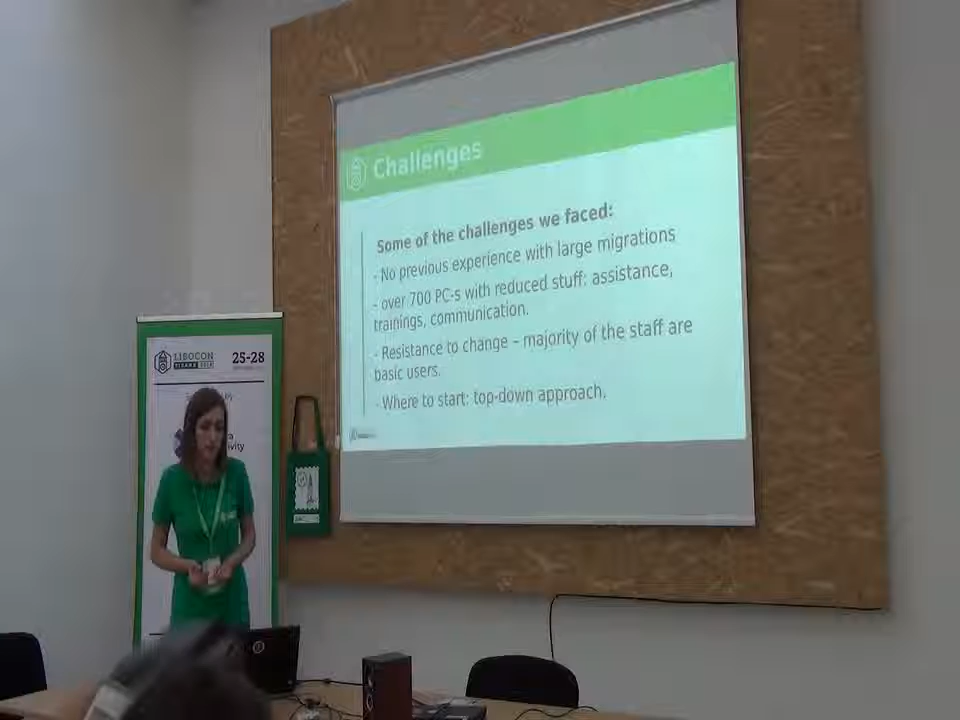 Challenges
Some of the challenges we faced:
- No previous experience with large migrations
- over 700 PC-s with reduced stuff: assistance,
trainings, communication.
- Resistance to change – majority of the staff are
basic users.
- Where to start: top-down approach.
LIBOCON
25-28